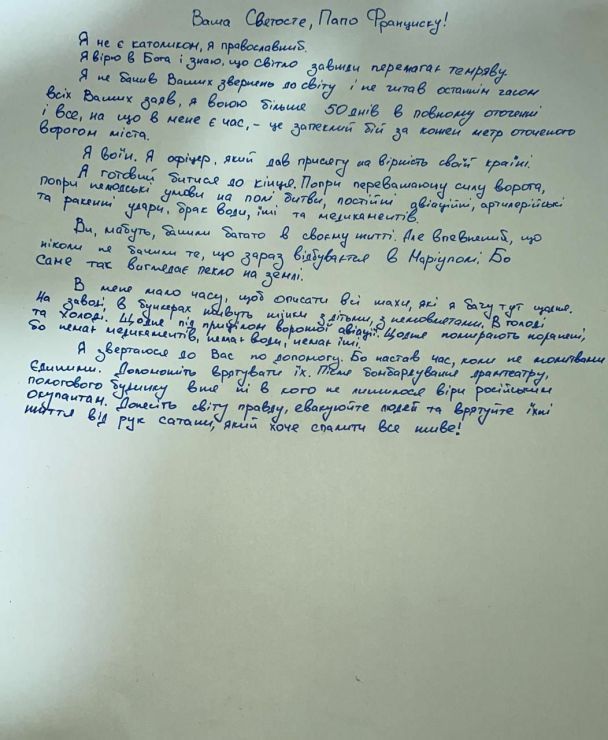 Ваша Светосте, Папо Франциску!
Я не є католиком, я православний.
Я вірю в Бога і знаю, що світло завжди перемагає темряву.
Я не бачив Ваших звернень до світу і не читав останнім часом
всіх Ваших заяв, я воюю більше 50 днів в повному оточенні
і все, на що в мене є час, - це запеклий бій за кожен метр оточеного
ворогом міста.
Я воїн. Я офіцер, який дав присягу на вірність своїй країні.
Я готовий битися до кінця. Попри переважаючу силу ворога,
попри нелюдські умови на полі битви, постійні авіаційні, артилерійські
та ракетні удари, брак води, їжі та медикаментів.
Ви, мабуть, бачили багато в своєму житті. Але впевнений, що
ніколи не бачили те, що зараз відбувається в Маріуполі. Бо
саме так виглядає пекло на землі.
В мене мало часу, щоб описати всі жахи, які я бачу тут щодня.
На заводі, в бункерах живуть жінки з дітьми, з немовлятами. В голоді
та холоді. Щодня під прицілом ворожої авіації. Щодня помирають поранені,
бо немає медикаментів, немає води, немає їжі.
Я звертаюся до Вас по допомогу. Бо настав час, коли не молитвами
єдиними. Допоможіть врятувати їх. Після бомбардування драмтеатру,
пологового будинку вже ні в кого не лишилося віри російським
окупантам. Донесіть світу правду, евакуюйте людей та врятуйте їхні
життя від рук сатани, який хоче спалити все живе!